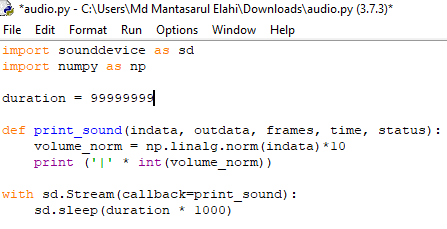 *audio.py - C:\Users\Md Mantasarul Elahi\Downloads\audio.py (3.7.3)*
File Edit Format Run Options Window Help
import sounddevice as sd
import numpy as np

duration = 99999999

def print_sound(indata, outdata, frames, time, status):
    volume_norm = np.linalg.norm(indata)*10
    print ('|' * int(volume_norm))

with sd.Stream(callback=print_sound):
    sd.sleep(duration * 1000)